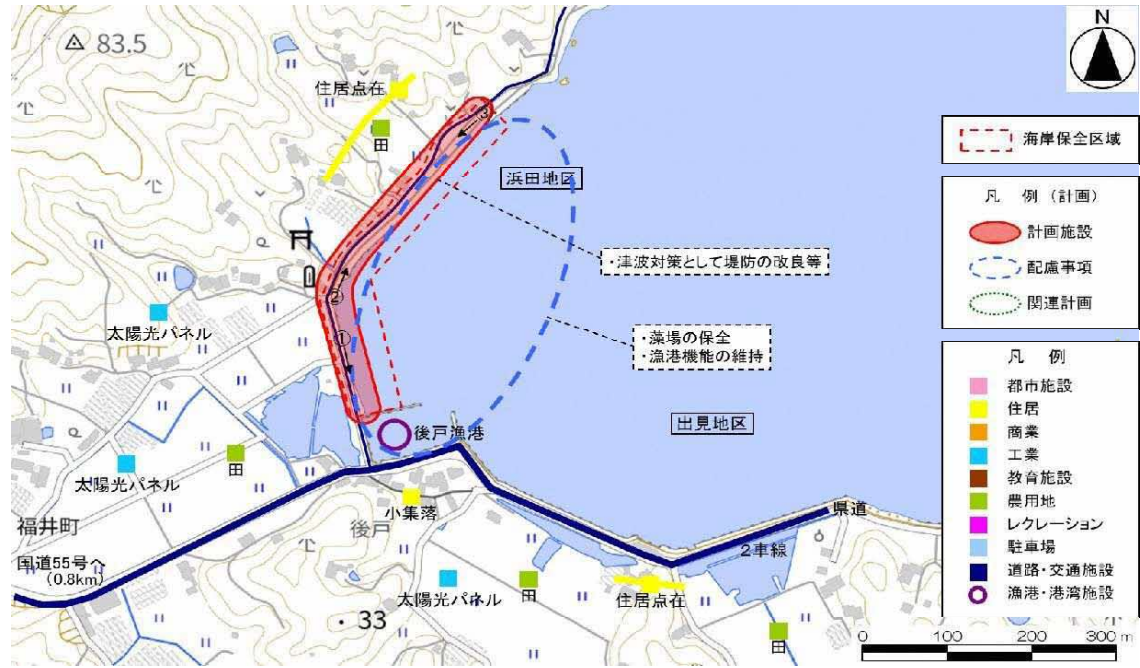 83.5
住居点在
田
③
浜田地区
・津波対策として堤防の改良等
②
太陽光パネル
①
・藻場の保全
・漁港機能の維持
出見地区
後戸漁港
田
太陽光パネル
小集落
後戸
福井町
国道55号へ
(0.8km)
県道
2車線
太陽光パネル
田
住居点在
田
33
N
海岸保全区域
凡 例 (計画)
計画施設
配慮事項
関連計画
凡 例
都市施設
住居
商業
工業
教育施設
農用地
レクレーション
駐車場
道路・交通施設
漁港・港湾施設
0 100 200 300 m